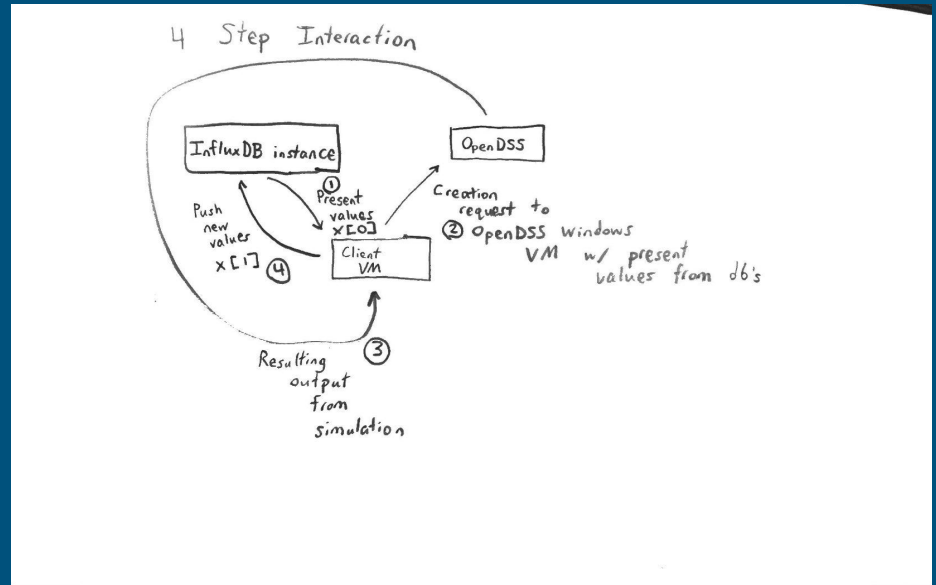 4 Step Interaction
InfluxDB instance
OpenDSS
①
Present
values
x[0]
Creation
request to
② OpenDSS Windows
VM w/ present
values from db's
Push
new
values
x[1] ④
Client
VM
③
Resulting
output
from
simulation